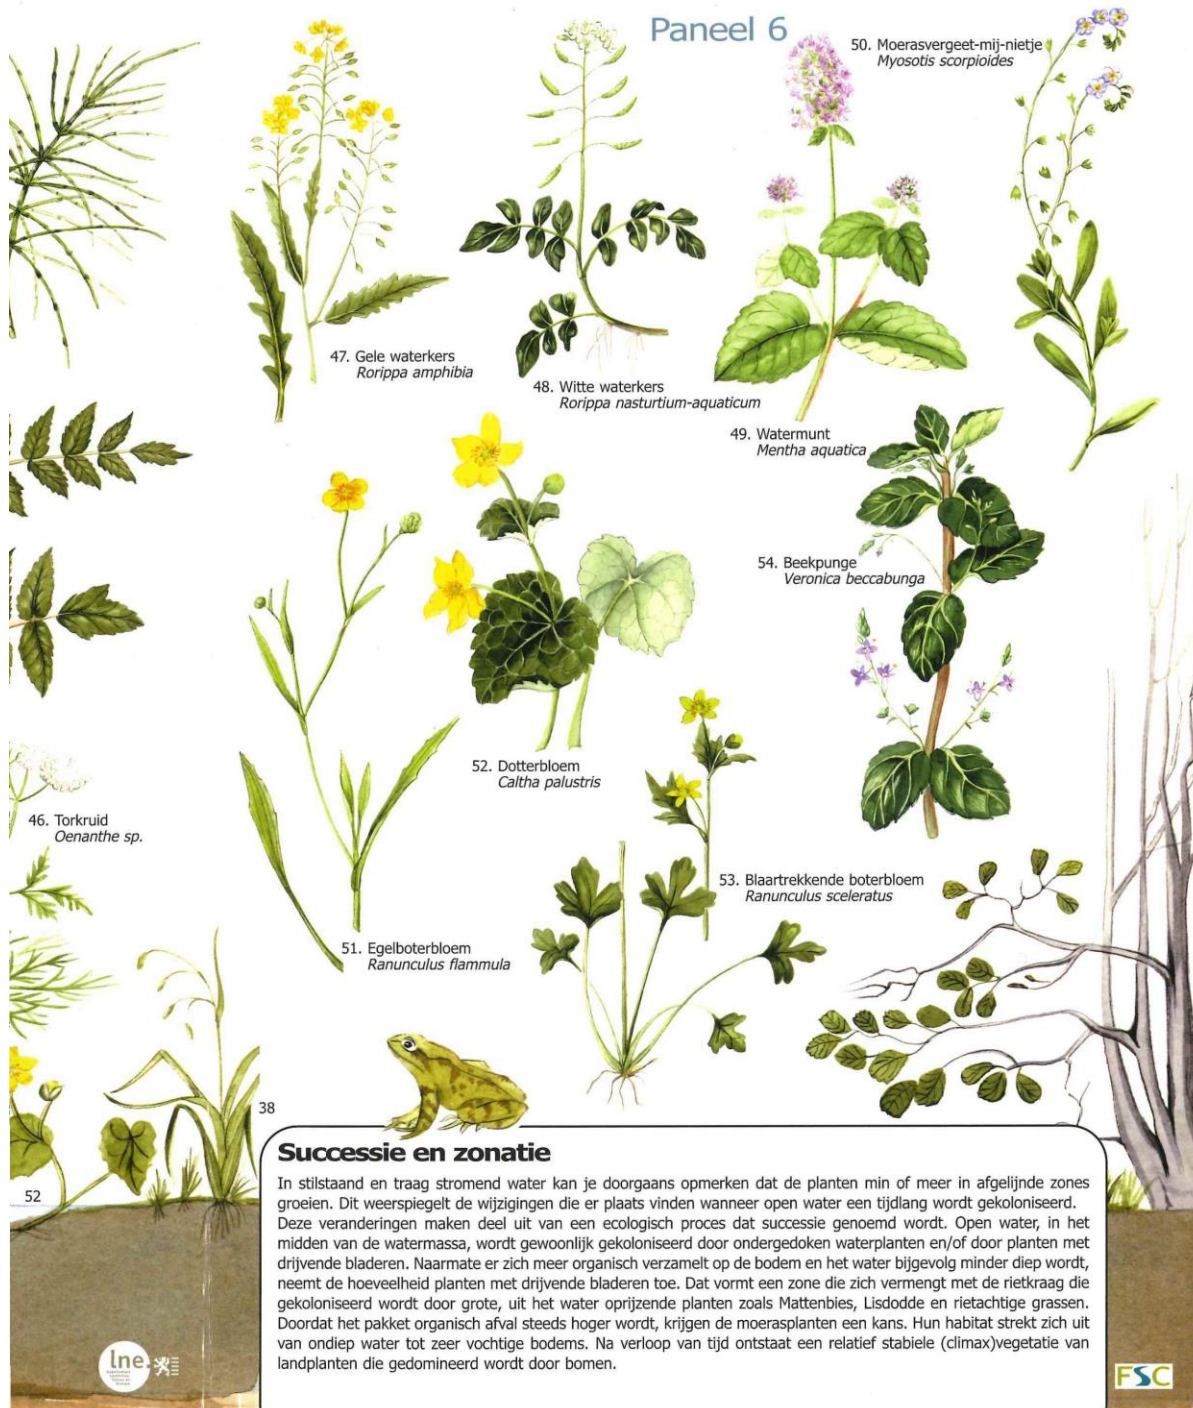 Paneel 6
50. Moerasvergeet-mij-nietje
Myosotis scorpioides
47. Gele waterkers
Rorippa amphibia
48. Witte waterkers
Rorippa nasturtium-aquaticum
49. Watermunt
Mentha aquatica
54. Beekpunge
Veronica beccabunga
52. Dotterbloem
Caltha palustris
46. Torkruid
Oenanthe sp.
53. Blaartrekkende boterbloem
Ranunculus sceleratus
51. Egelboterbloem
Ranunculus flammula
38
52
Successie en zonatie
In stilstaand en traag stromend water kan je doorgaans opmerken dat de planten min of meer in afgelijnde zones
groeien. Dit weerspiegelt de wijzigingen die er plaats vinden wanneer open water een tijdlang wordt gekoloniseerd.
Deze veranderingen maken deel uit van een ecologisch proces dat successie genoemd wordt. Open water, in het
midden van de watermassa, wordt gewoonlijk gekoloniseerd door ondergedoken waterplanten en/of door planten met
drijvende bladeren. Naarmate er zich meer organisch verzamelt op de bodem en het water bijgevolg minder diep wordt,
neemt de hoeveelheid planten met drijvende bladeren toe. Dat vormt een zone die zich vermengt met de rietkraag die
gekoloniseerd wordt door grote, uit het water oprijzende planten zoals Mattenbies, Lisdodde en rietachtige grassen.
Doordat het pakket organisch afval steeds hoger wordt, krijgen de moerasplanten een kans. Hun habitat strekt zich uit
van ondiep water tot zeer vochtige bodems. Na verloop van tijd ontstaat een relatief stabiele (climax)vegetatie van
landplanten die gedomineerd wordt door bomen.
lne
FSC